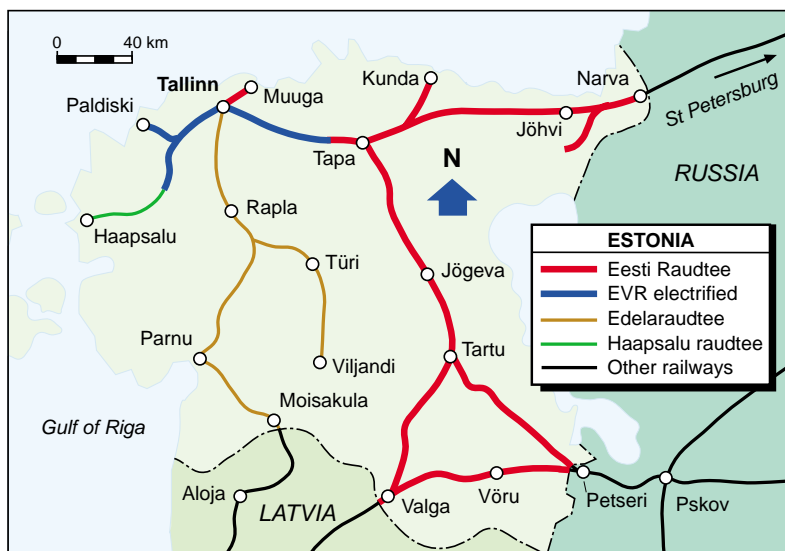 0 40 km
Kunda
Narva
Tallinn
Muuga
Paldiski
St Petersburg
Jöhvi
Tapa
N
RUSSIA
Rapla
Haapsalu
ESTONIA
Türi
Jögeva
Eesti Raudtee
EVR electrified
Edelaraudtee
Parnu
Tartu
Haapsalu raudtee
Viljandi
Other railways
Moisakula
Gulf of Riga
Aloja
Petseri
Vöru
Pskov
LATVIA
Valga